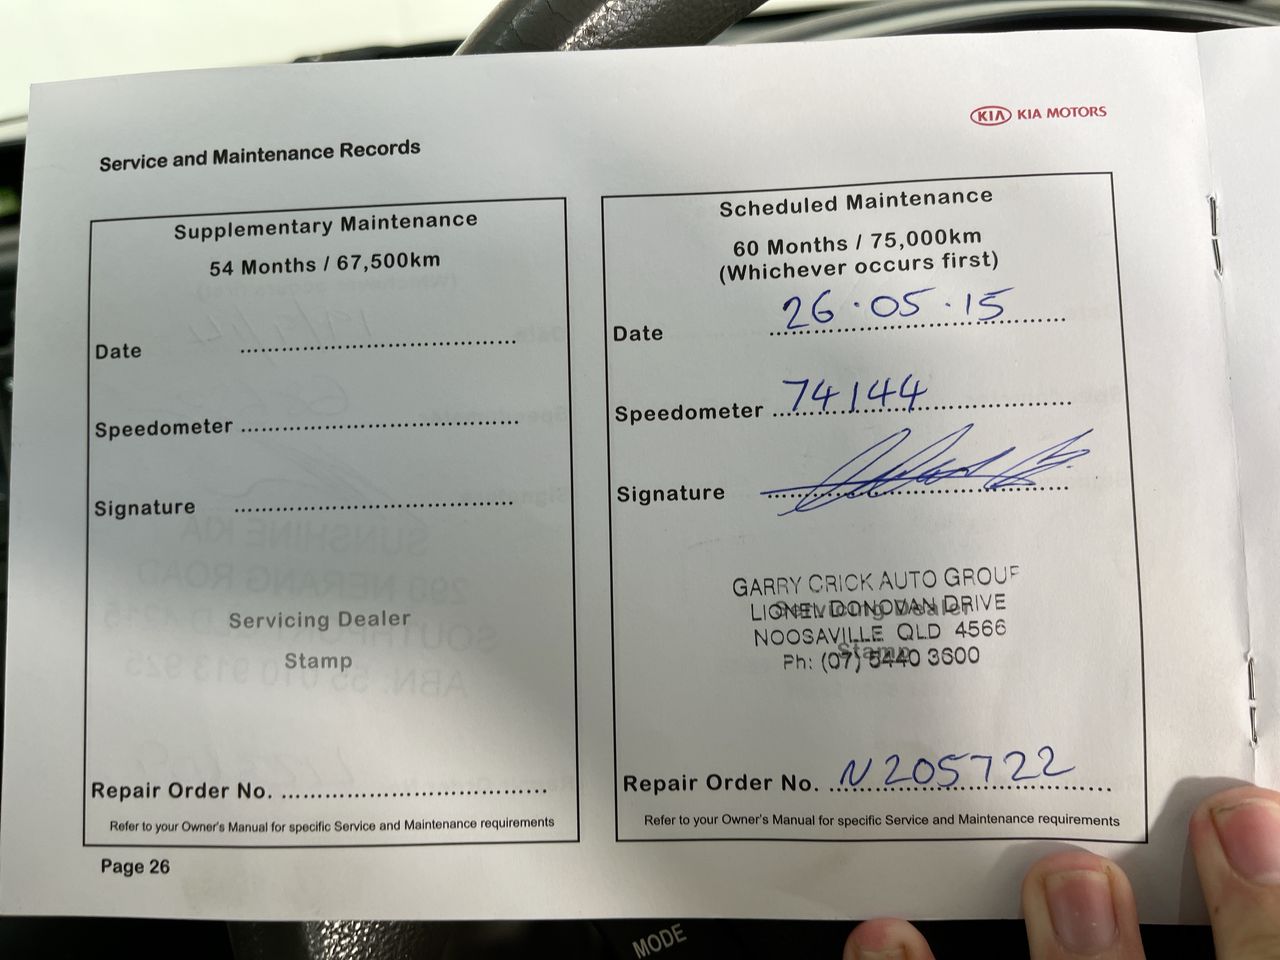 KIA KIA MOTORS
Service and Maintenance Records
Supplementary Maintenance
54 Months / 67,500km
Date
Speedometer
Signature
Servicing Dealer
Stamp
Repair Order No.
Refer to your Owner's Manual for specific Service and Maintenance requirements
Page 26
Scheduled Maintenance
60 Months / 75,000km
(Whichever occurs first)
Date 26.05.15
Speedometer 74144
Signature
GARRY CRICK AUTO GROUP
LIONEL DONOVAN DRIVE
Servicing Dealer
NOOSAVILLE QLD 4566
Stamp
Ph: (07) 5440 3600
Repair Order No. N205722
Refer to your Owner's Manual for specific Service and Maintenance requirements
MODE